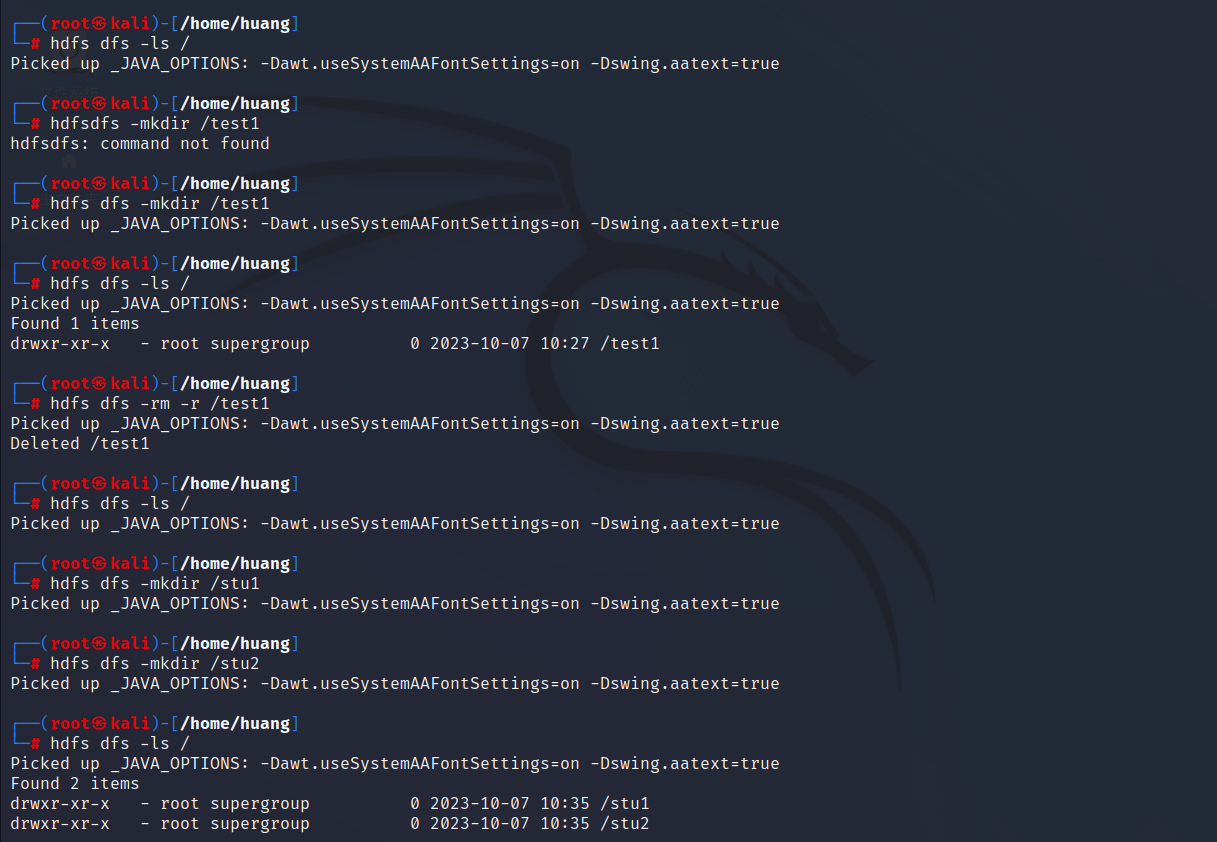 ┌──(root㉿kali)-[/home/huang]
└─# hdfs dfs -ls /
Picked up _JAVA_OPTIONS: -Dawt.useSystemAAFontSettings=on -Dswing.aatext=true
┌──(root㉿kali)-[/home/huang]
└─# hdfsdfs -mkdir /test1
hdfsdfs: command not found
┌──(root㉿kali)-[/home/huang]
└─# hdfs dfs -mkdir /test1
Picked up _JAVA_OPTIONS: -Dawt.useSystemAAFontSettings=on -Dswing.aatext=true
┌──(root㉿kali)-[/home/huang]
└─# hdfs dfs -ls /
Picked up _JAVA_OPTIONS: -Dawt.useSystemAAFontSettings=on -Dswing.aatext=true
Found 1 items
drwxr-xr-x   - root supergroup          0 2023-10-07 10:27 /test1
┌──(root㉿kali)-[/home/huang]
└─# hdfs dfs -rm -r /test1
Picked up _JAVA_OPTIONS: -Dawt.useSystemAAFontSettings=on -Dswing.aatext=true
Deleted /test1
┌──(root㉿kali)-[/home/huang]
└─# hdfs dfs -ls /
Picked up _JAVA_OPTIONS: -Dawt.useSystemAAFontSettings=on -Dswing.aatext=true
┌──(root㉿kali)-[/home/huang]
└─# hdfs dfs -mkdir /stu1
Picked up _JAVA_OPTIONS: -Dawt.useSystemAAFontSettings=on -Dswing.aatext=true
┌──(root㉿kali)-[/home/huang]
└─# hdfs dfs -mkdir /stu2
Picked up _JAVA_OPTIONS: -Dawt.useSystemAAFontSettings=on -Dswing.aatext=true
┌──(root㉿kali)-[/home/huang]
└─# hdfs dfs -ls /
Picked up _JAVA_OPTIONS: -Dawt.useSystemAAFontSettings=on -Dswing.aatext=true
Found 2 items
drwxr-xr-x   - root supergroup          0 2023-10-07 10:35 /stu1
drwxr-xr-x   - root supergroup          0 2023-10-07 10:35 /stu2